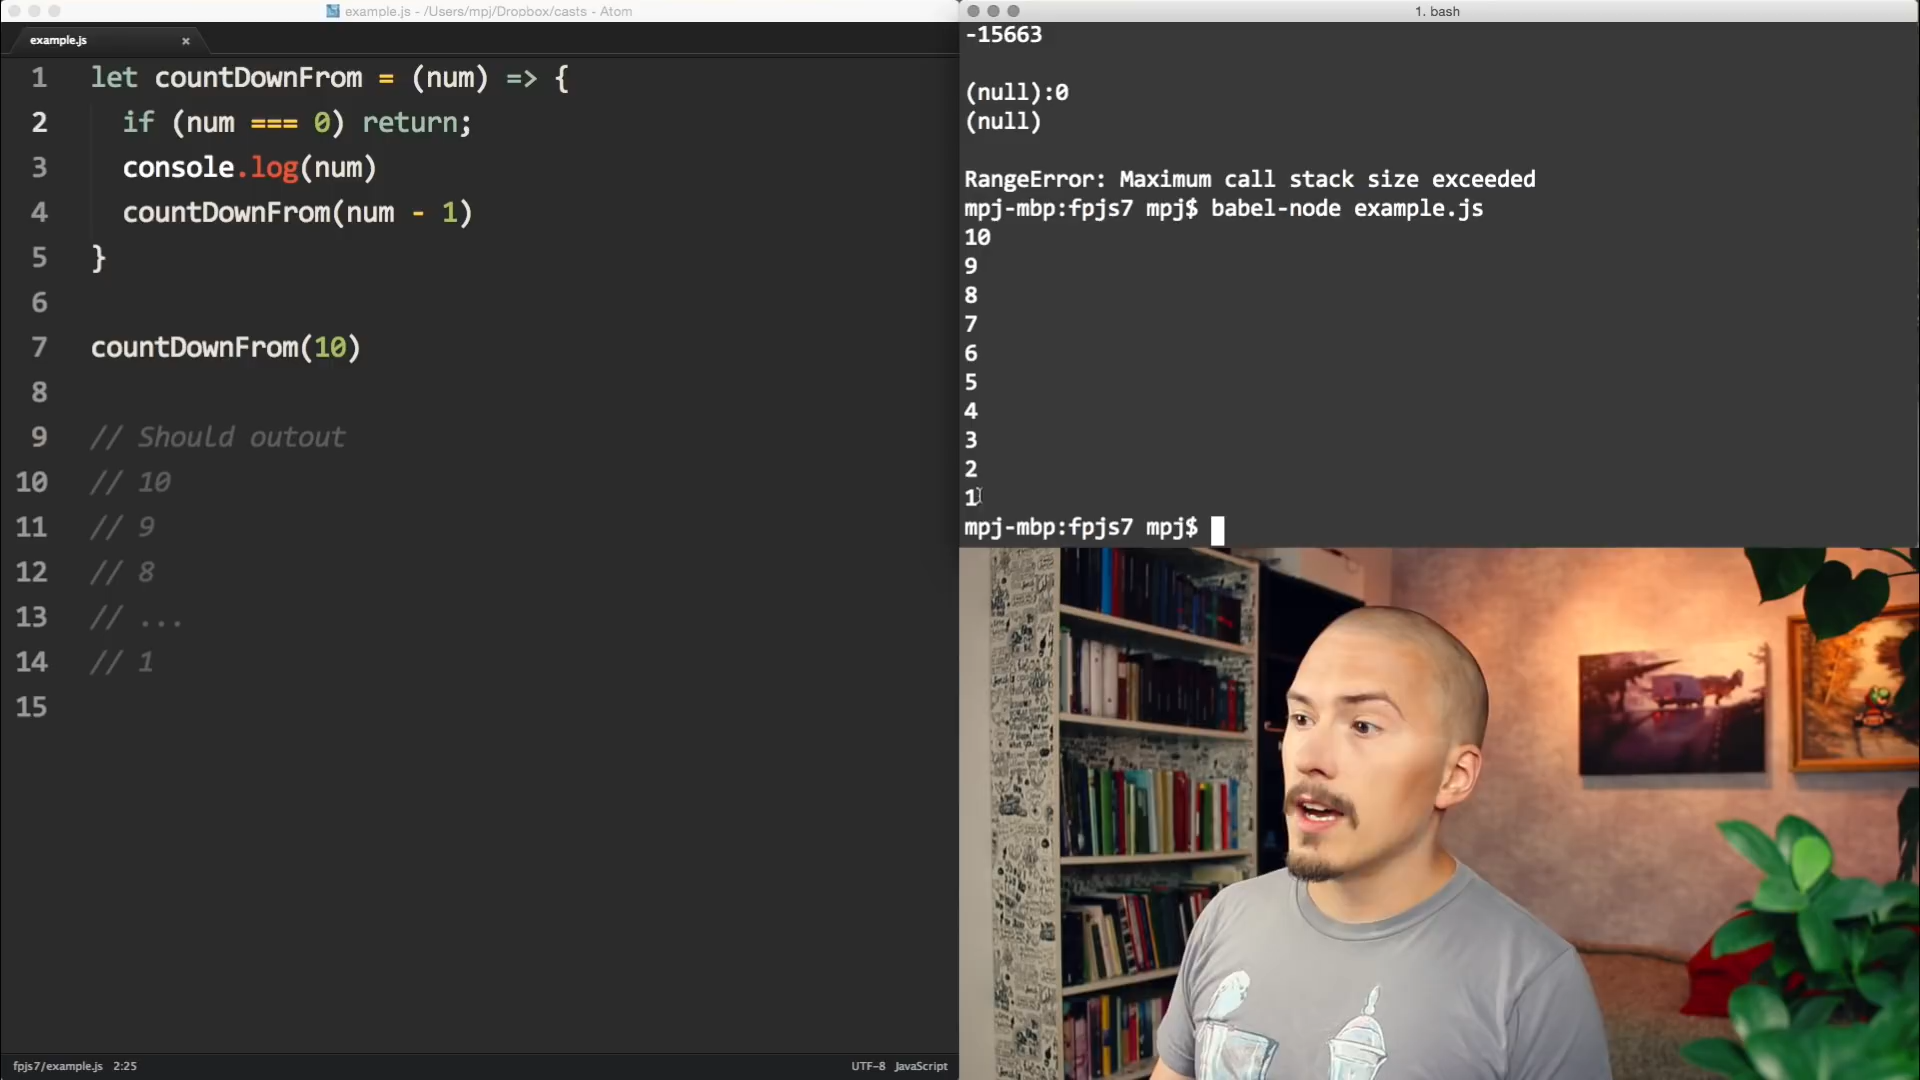 example.js - /Users/mpj/Dropbox/casts - Atom
example.js
1 let countDownFrom = (num) => {
2 if (num === 0) return;
3 console.log(num)
4 countDownFrom(num - 1)
5 }
6
7 countDownFrom(10)
8
9 // Should outout
10 // 10
11 // 9
12 // 8
13 // ...
14 // 1
15
fpjs7/example.js 2:25
UTF-8 JavaScript
1. bash
-15663
(null):0
(null)
RangeError: Maximum call stack size exceeded
mpj-mbp:fpjs7 mpj$ babel-node example.js
10
9
8
7
6
5
4
3
2
1
mpj-mbp:fpjs7 mpj$